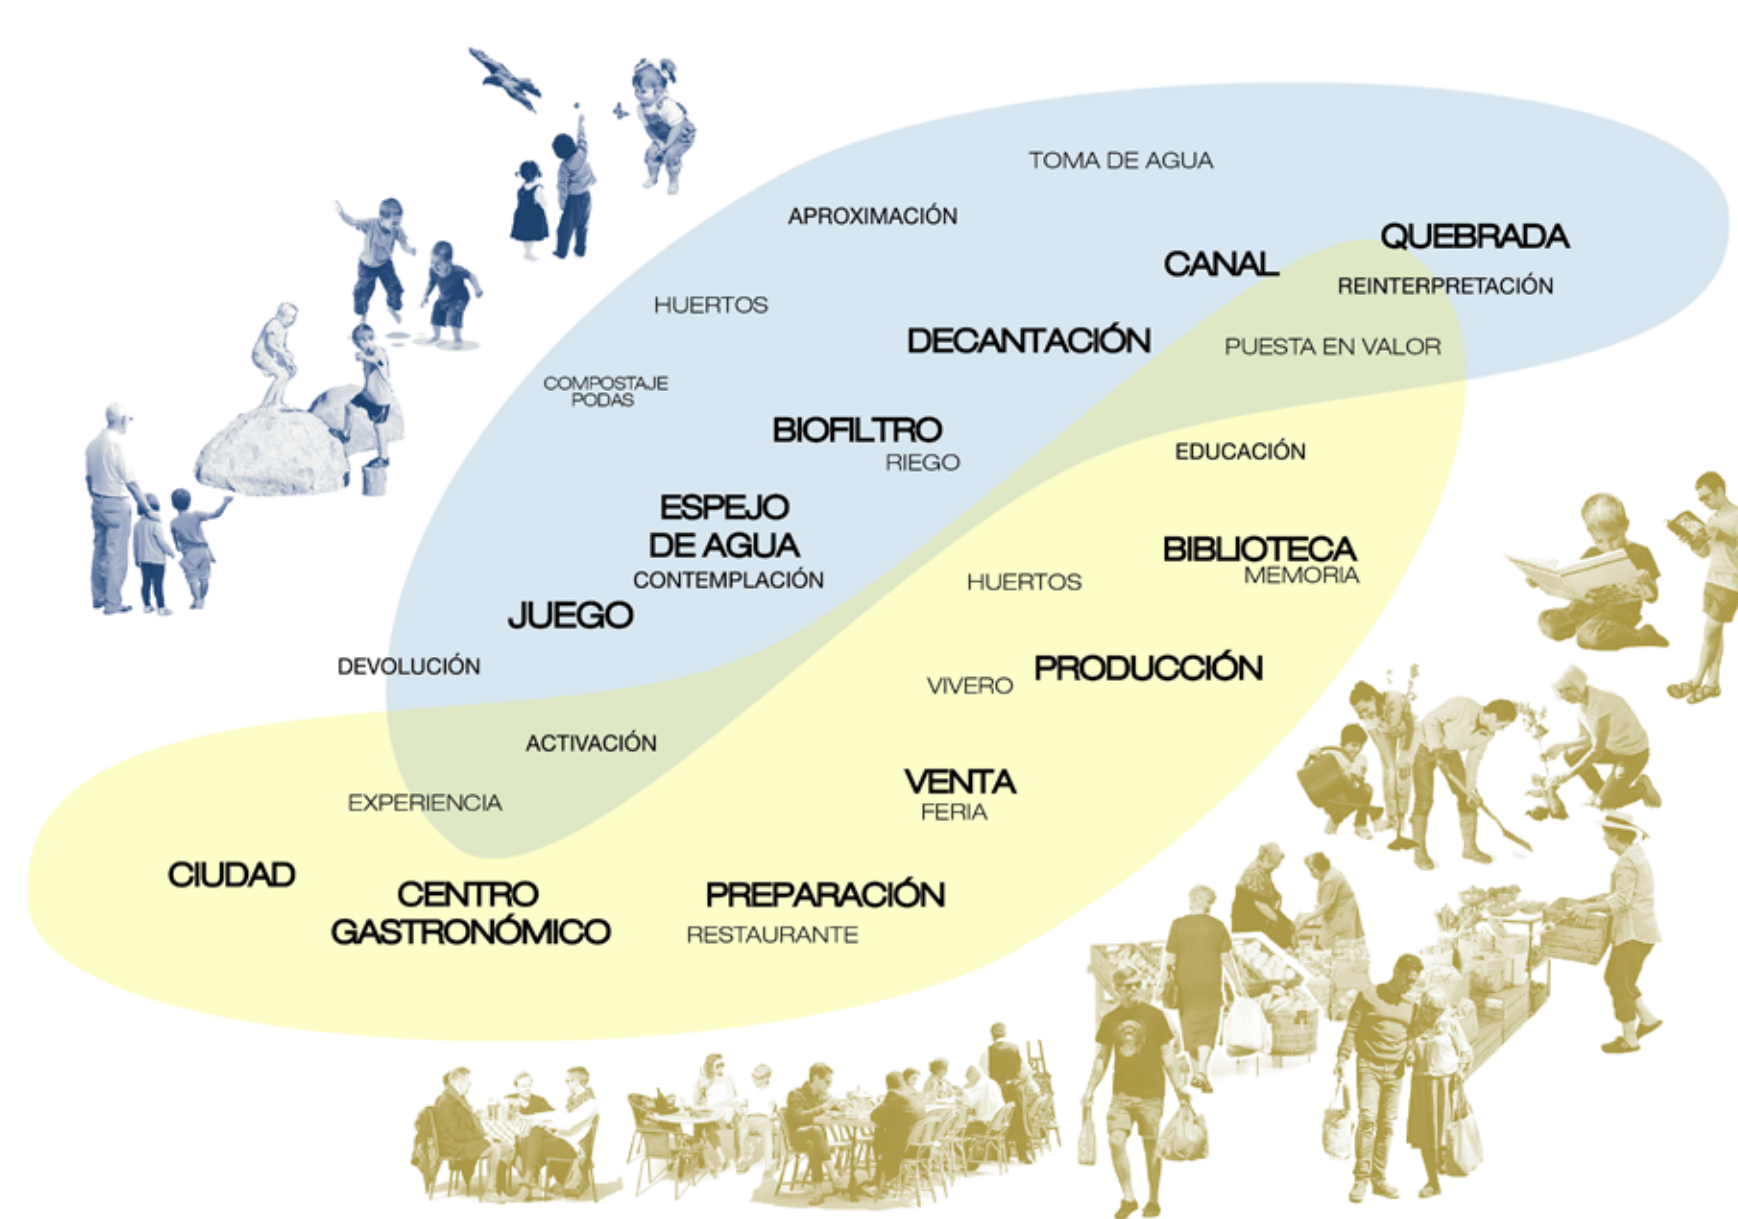 TOMA DE AGUA
APROXIMACIÓN
QUEBRADA
CANAL
REINTERPRETACIÓN
HUERTOS
DECANTACIÓN
PUESTA EN VALOR
COMPOSTAJE
PODAS
BIOFILTRO
RIEGO
EDUCACIÓN
ESPEJO
DE AGUA
CONTEMPLACIÓN
BIBLIOTECA
MEMORIA
HUERTOS
JUEGO
DEVOLUCIÓN
PRODUCCIÓN
VIVERO
ACTIVACIÓN
VENTA
FERIA
EXPERIENCIA
CIUDAD
CENTRO
GASTRONÓMICO
PREPARACIÓN
RESTAURANTE